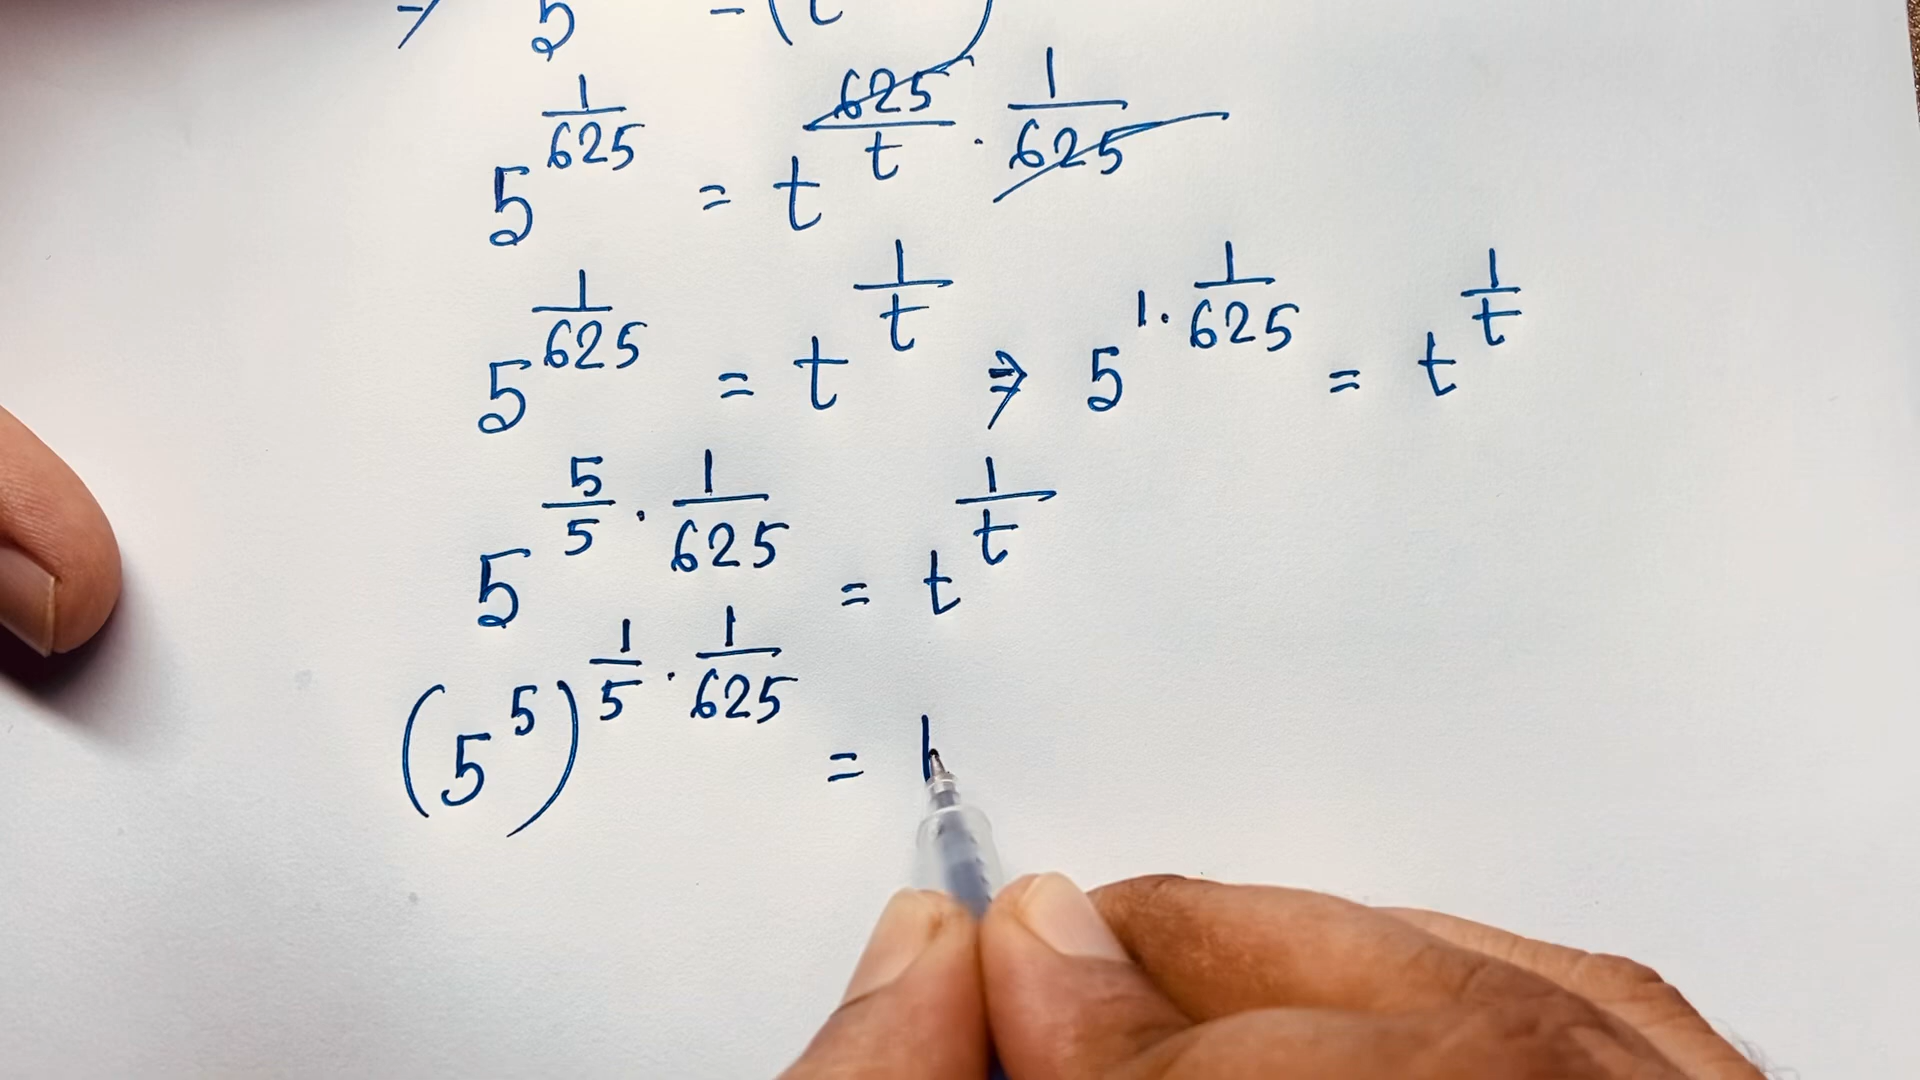 ⇒ 5 = (t )
5^(1/625) = t^(625/t · 1/625)
5^(1/625) = t^(1/t) ⇒ 5^(1·1/625) = t^(1/t)
5^(5/5 · 1/625) = t^(1/t)
(5^5)^(1/5 · 1/625) =